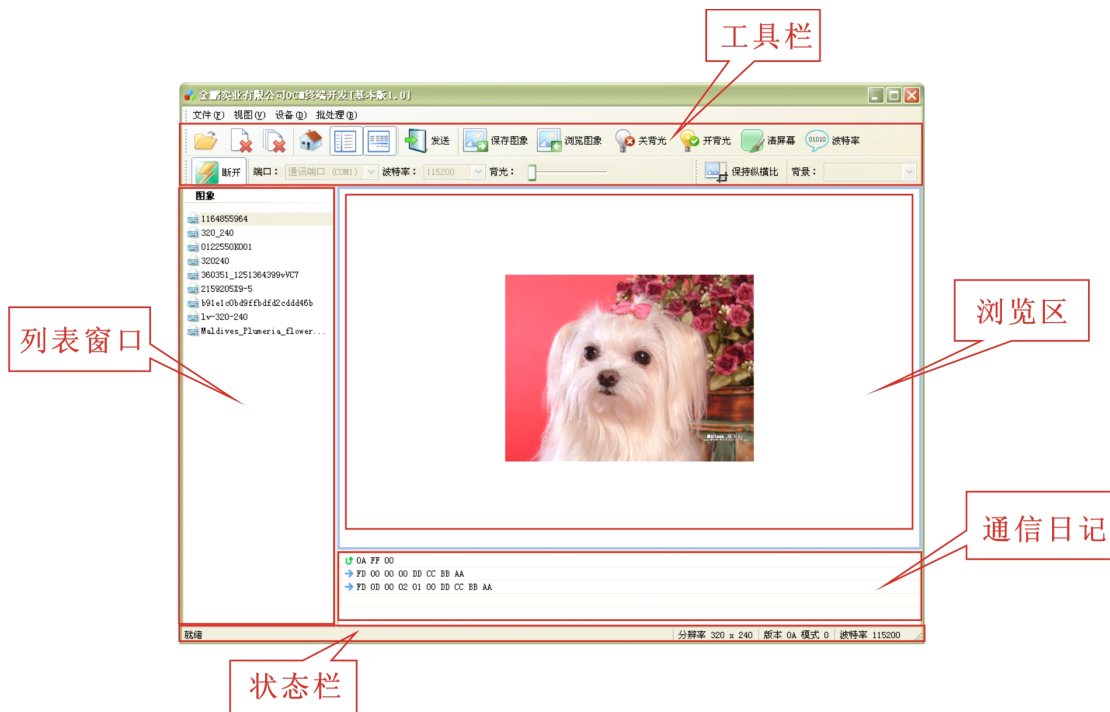 工具栏
金鹏实业有限公司OCM终端开发[基本版1.0]
文件(F) 视图(V) 设备(D) 批处理(B)
发送 保存图象 浏览图象 关背光 开背光 清屏幕 01010 波特率
断开 端口： 通讯端口 (COM1) 波特率： 115200 背光： 保持纵横比 背景：
图象
1164855964
320_240
0122550K001
320240
360351_1251364399vVC7
2159205X9-5
b91e1c0bd9ffbdfd2cddd46b
lv-320-240
Maldives_Plumeria_flower...
列表窗口
浏览区
通信日记
0A FF 00
FD 00 00 00 DD CC BB AA
FD 0D 00 02 01 00 DD CC BB AA
就绪 分辨率 320 x 240 版本 0A 模式 0 波特率 115200
状态栏